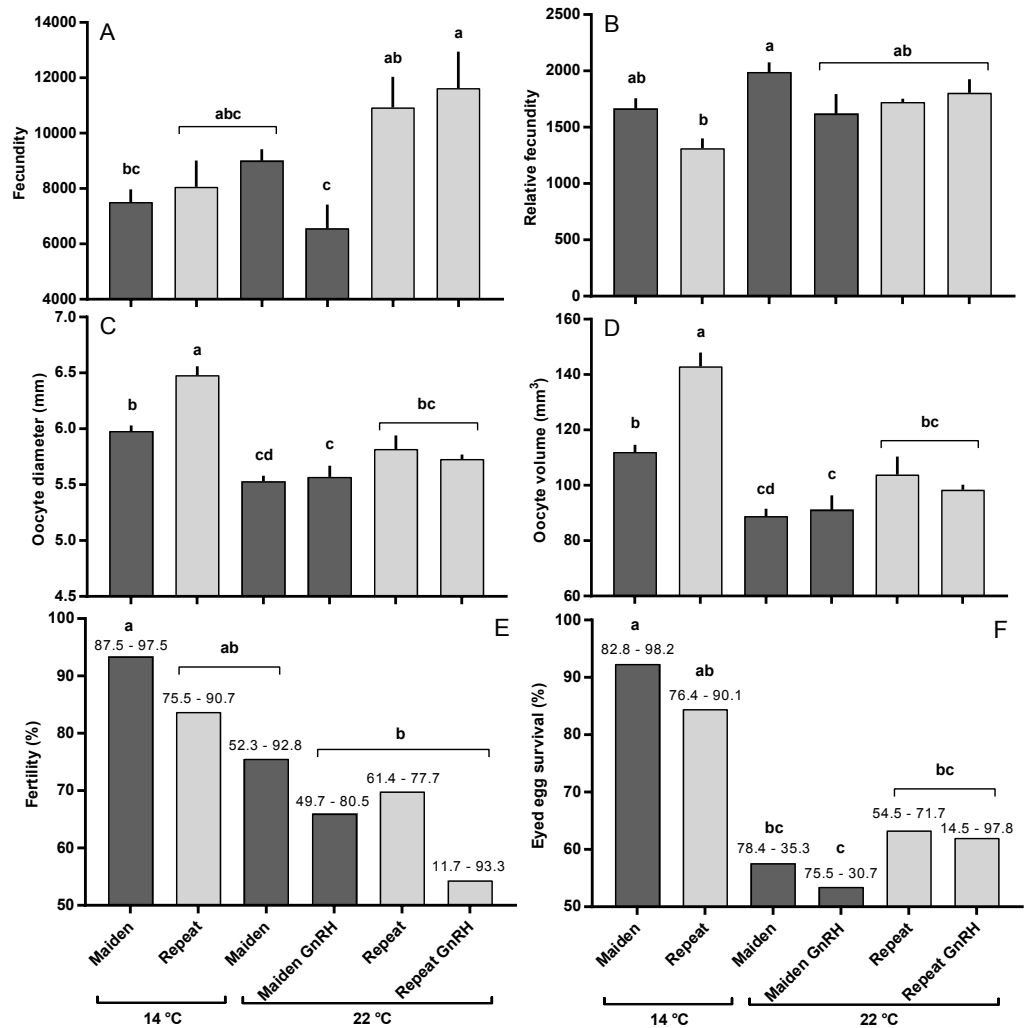 A
Fecundity
14000
12000
10000
8000
6000
4000
bc
abc
c
ab
a
B
Relative fecundity
2500
2000
1500
1000
500
0
ab
b
a
ab
C
Oocyte diameter (mm)
7.0
6.5
6.0
5.5
5.0
4.5
b
a
cd
c
bc
D
Oocyte volume (mm³)
160
140
120
100
80
60
b
a
cd
c
bc
E
Fertility (%)
100
90
80
70
60
50
a
87.5 - 97.5
ab
75.5 - 90.7
52.3 - 92.8
b
49.7 - 80.5
61.4 - 77.7
11.7 - 93.3
Maiden
Repeat
Maiden
Maiden GnRH
Repeat
Repeat GnRH
14 °C
22 °C
F
Eyed egg survival (%)
100
90
80
70
60
50
a
82.8 - 98.2
ab
76.4 - 90.1
bc
78.4 - 35.3
c
75.5 - 30.7
bc
54.5 - 71.7
14.5 - 97.8
Maiden
Repeat
Maiden
Maiden GnRH
Repeat
Repeat GnRH
14 °C
22 °C